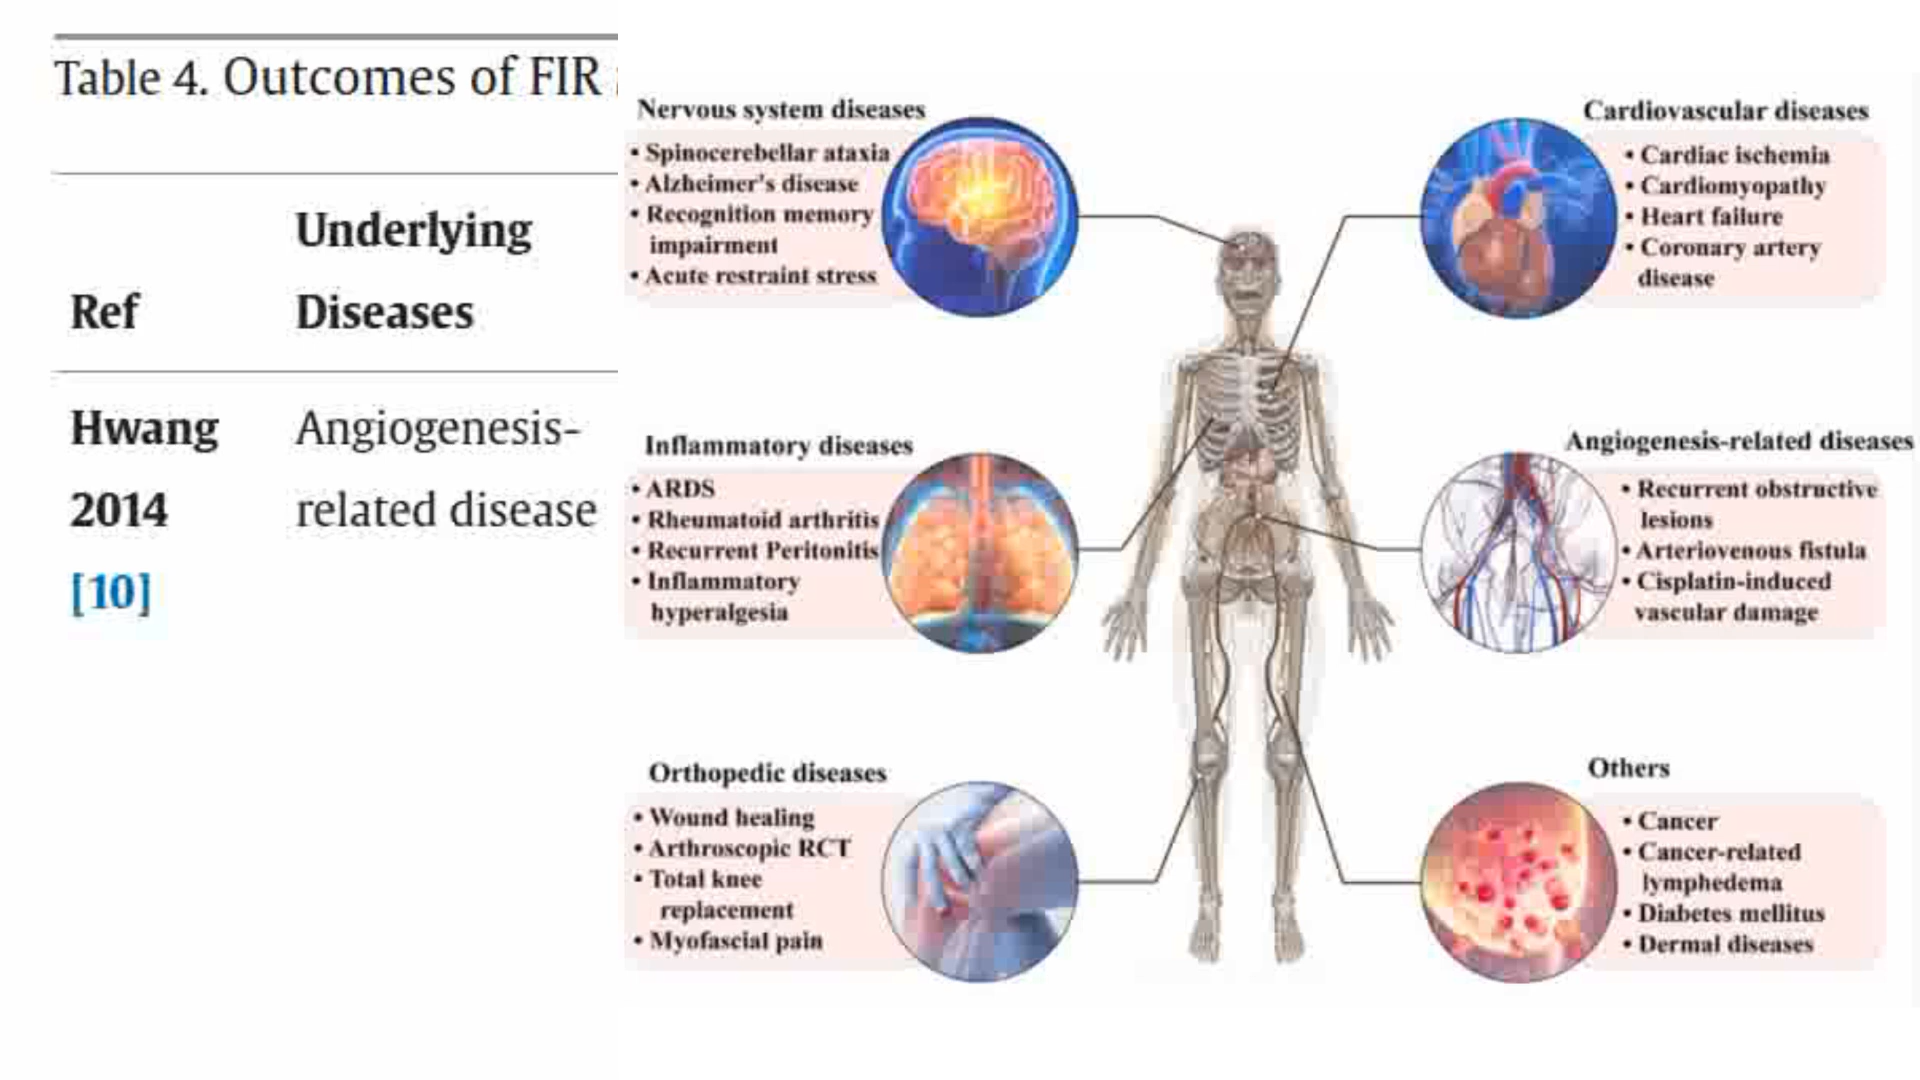 Table 4. Outcomes of FIR
Underlying
Ref Diseases
Hwang Angiogenesis-
2014 related disease
[10]
Nervous system diseases
• Spinocerebellar ataxia
• Alzheimer's disease
• Recognition memory
impairment
• Acute restraint stress
Cardiovascular diseases
• Cardiac ischemia
• Cardiomyopathy
• Heart failure
• Coronary artery
disease
Inflammatory diseases
• ARDS
• Rheumatoid arthritis
• Recurrent Peritonitis
• Inflammatory
hyperalgesia
Angiogenesis-related diseases
• Recurrent obstructive
lesions
• Arteriovenous fistula
• Cisplatin-induced
vascular damage
Orthopedic diseases
• Wound healing
• Arthroscopic RCT
• Total knee
replacement
• Myofascial pain
Others
• Cancer
• Cancer-related
lymphedema
• Diabetes mellitus
• Dermal diseases